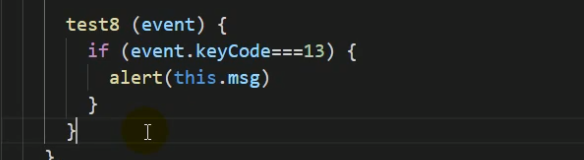 test8 (event) {
if (event.keyCode===13) {
alert(this.msg)
}
}
}